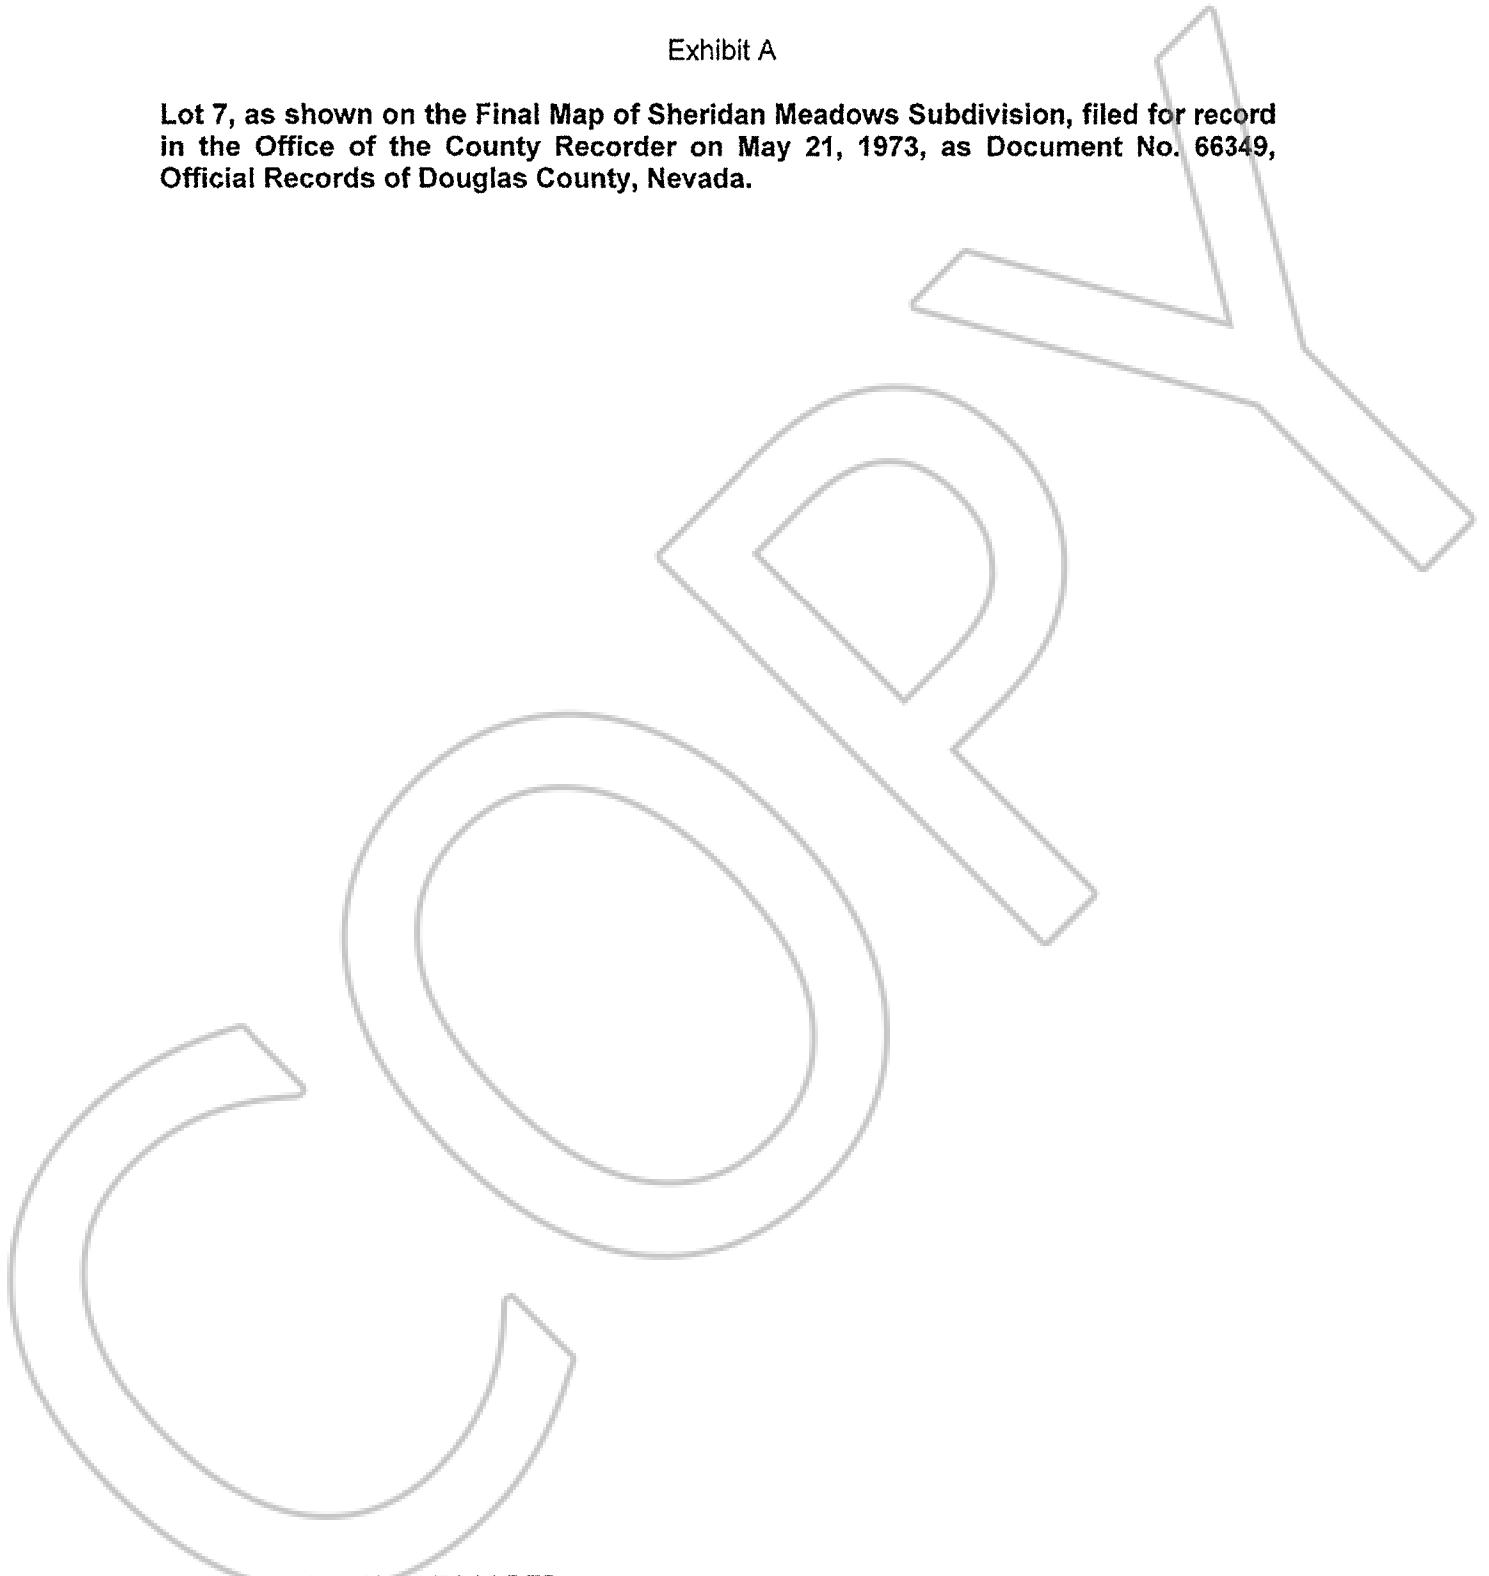 Exhibit A
Lot 7, as shown on the Final Map of Sheridan Meadows Subdivision, filed for record
in the Office of the County Recorder on May 21, 1973, as Document No. 66349,
Official Records of Douglas County, Nevada.
COPY